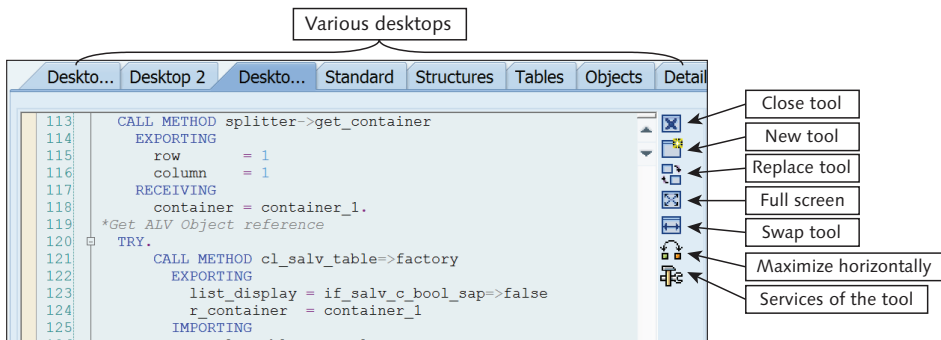 Various desktops
Deskto... Desktop 2 Deskto... Standard Structures Tables Objects Detail
113 CALL METHOD splitter->get_container
114 EXPORTING
115 row = 1
116 column = 1
117 RECEIVING
118 container = container_1.
119 *Get ALV Object reference
120 TRY.
121 CALL METHOD cl_salv_table=>factory
122 EXPORTING
123 list_display = if_salv_c_bool_sap=>false
124 r_container = container_1
125 IMPORTING
Close tool
New tool
Replace tool
Full screen
Swap tool
Maximize horizontally
Services of the tool